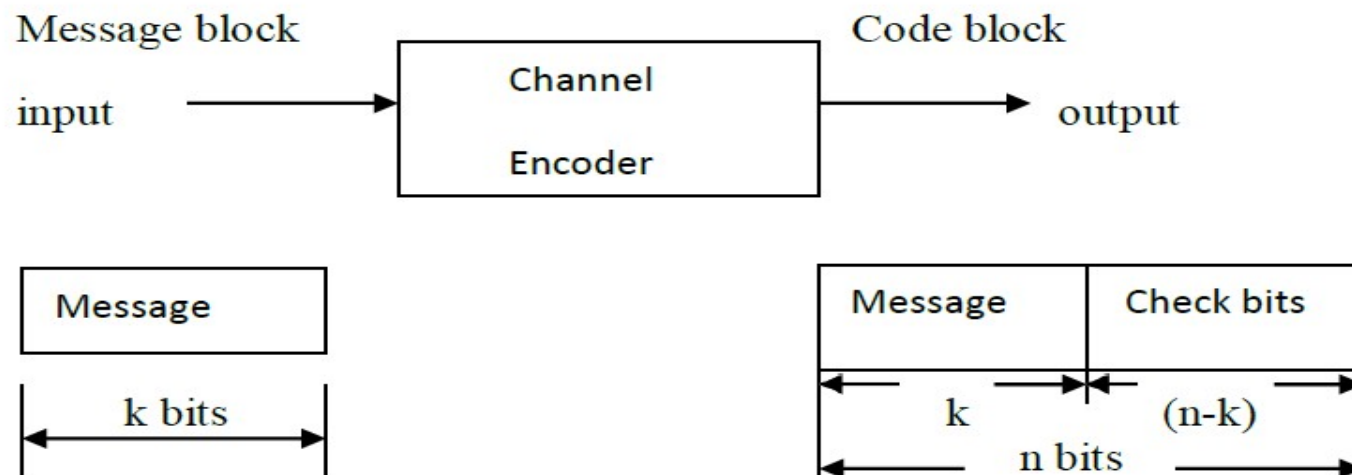 Message block
input
Channel
Encoder
Code block
output
Message
k bits
Message
Check bits
k
(n-k)
n bits